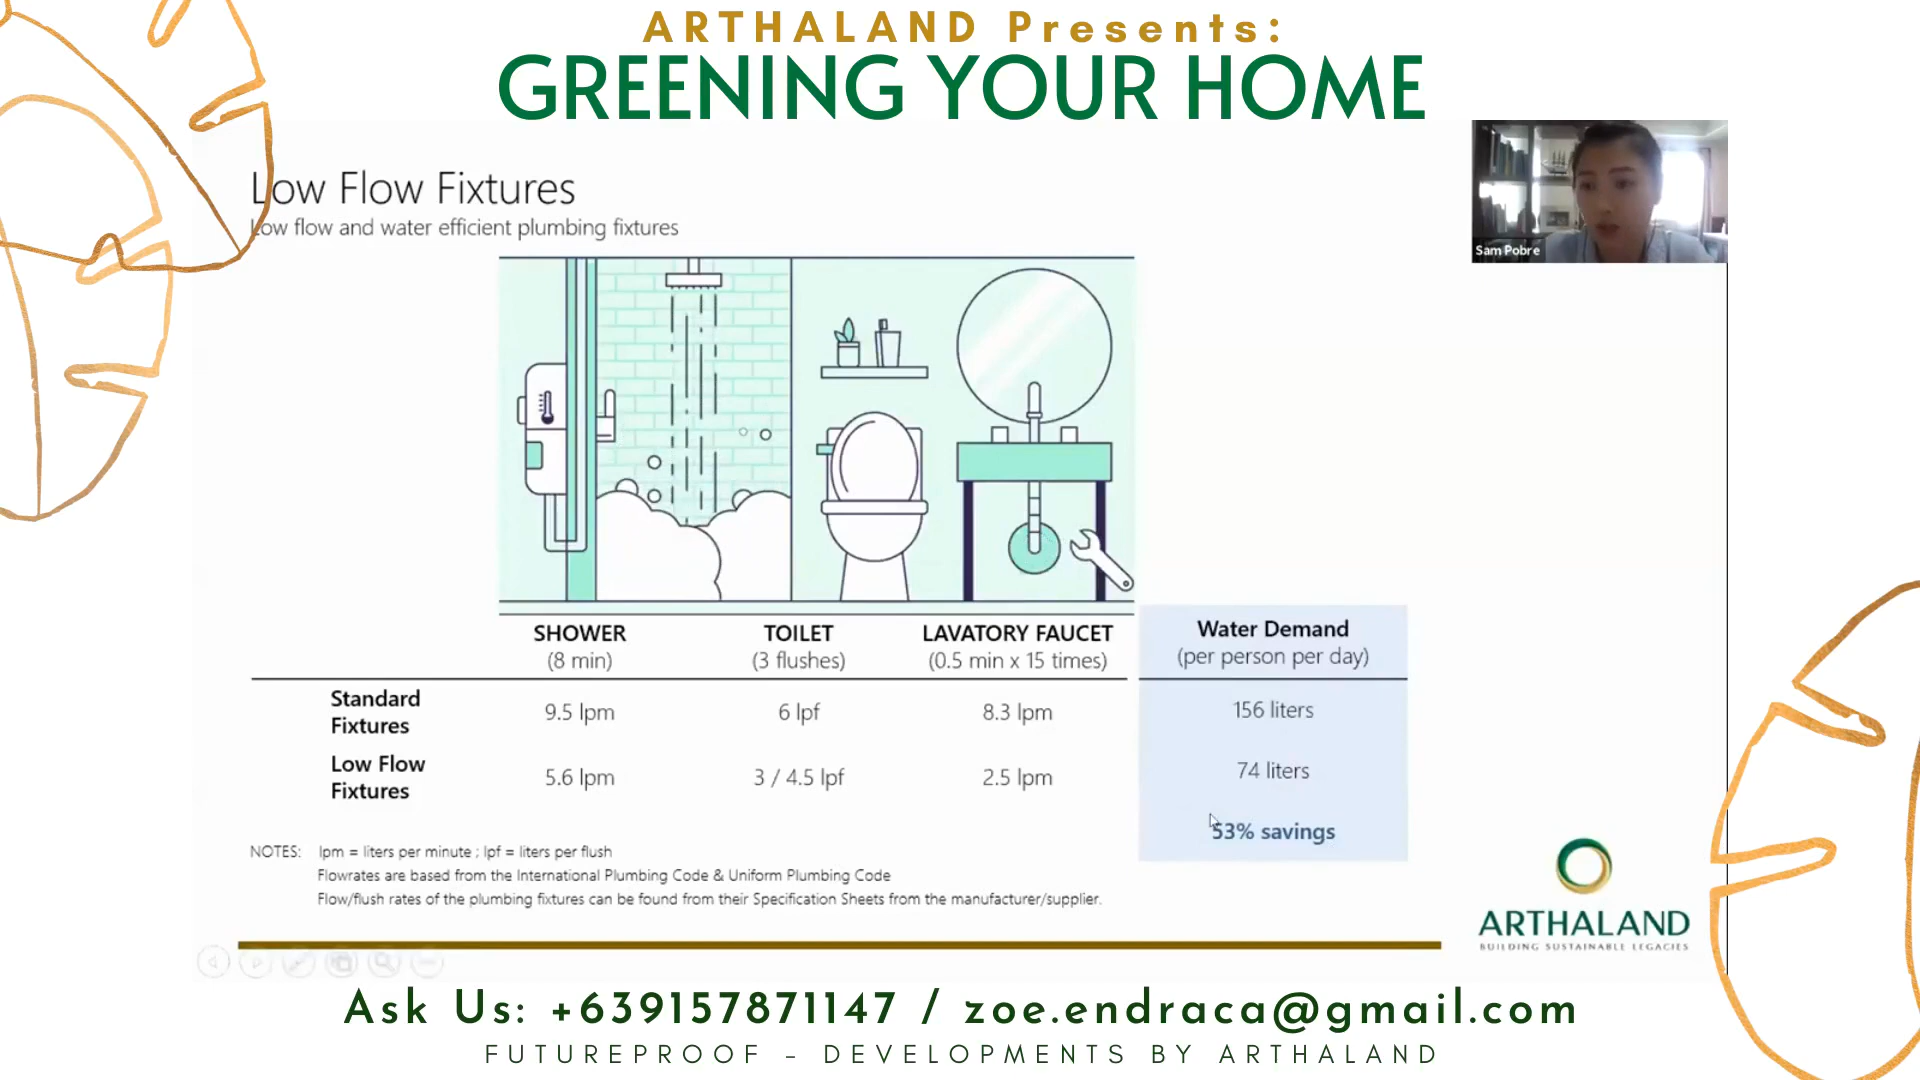 ARTHALAND Presents:
GREENING YOUR HOME
Low Flow Fixtures
Low flow and water efficient plumbing fixtures
Sam Pobre
SHOWER TOILET LAVATORY FAUCET Water Demand
(8 min) (3 flushes) (0.5 min x 15 times) (per person per day)
Standard Fixtures 9.5 lpm 6 lpf 8.3 lpm 156 liters
Low Flow Fixtures 5.6 lpm 3 / 4.5 lpf 2.5 lpm 74 liters
53% savings
NOTES: lpm = liters per minute ; lpf = liters per flush
Flowrates are based from the International Plumbing Code & Uniform Plumbing Code
Flow/flush rates of the plumbing fixtures can be found from their Specification Sheets from the manufacturer/supplier.
ARTHALAND
BUILDING SUSTAINABLE LEGACIES
Ask Us: +639157871147 / zoe.endraca@gmail.com
FUTUREPROOF – DEVELOPMENTS BY ARTHALAND